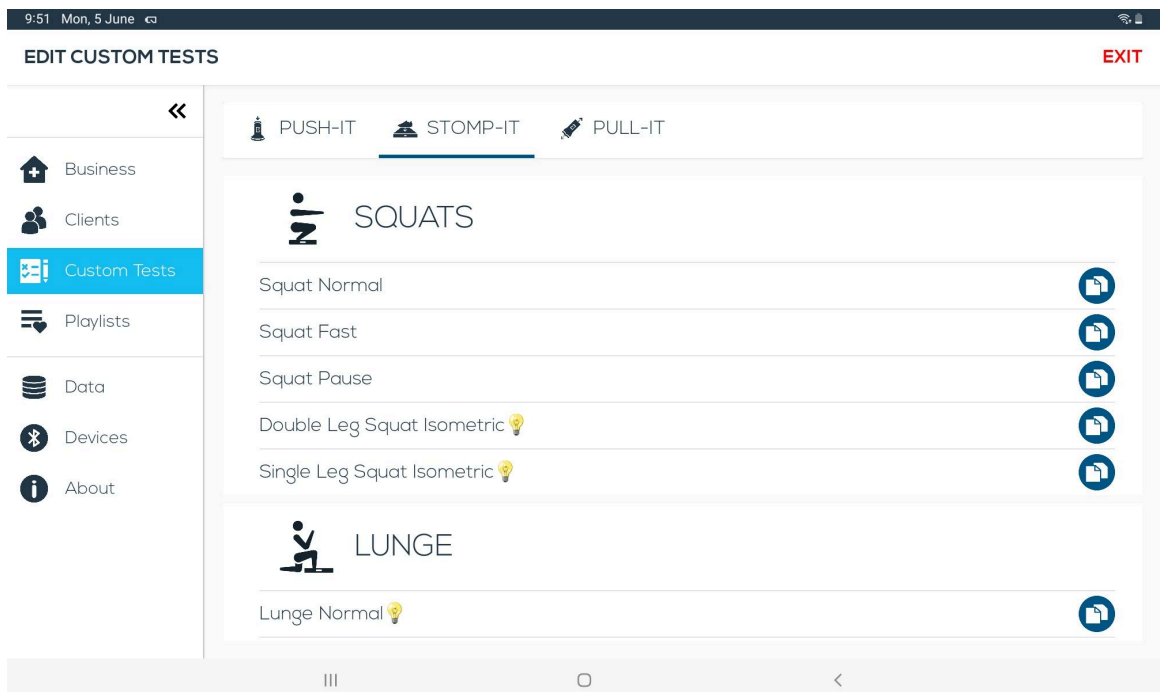 9:51 Mon, 5 June
EDIT CUSTOM TESTS
EXIT
PUSH-IT STOMP-IT PULL-IT
Business
Clients
Custom Tests
Playlists
Data
Devices
About
SQUATS
Squat Normal
Squat Fast
Squat Pause
Double Leg Squat Isometric💡
Single Leg Squat Isometric💡
LUNGE
Lunge Normal💡